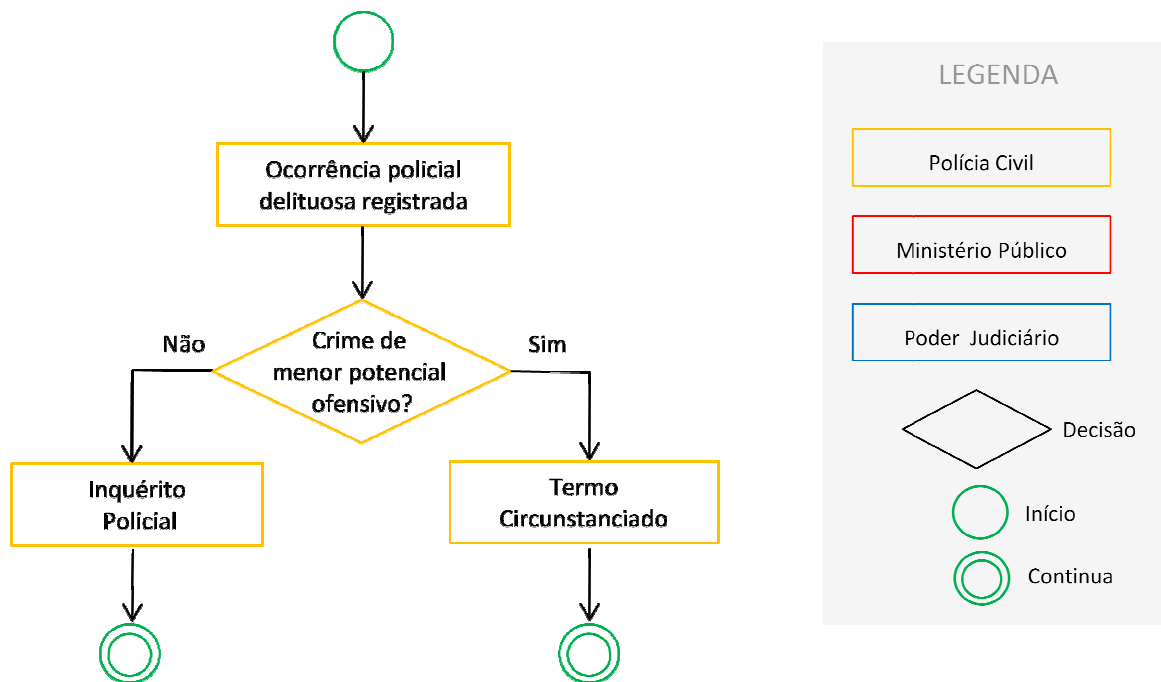 LEGENDA
Ocorrência policial
delituosa registrada
Polícia Civil
Ministério Público
Não
Crime de
menor potencial
ofensivo?
Sim
Poder Judiciário
Decisão
Inquérito
Policial
Termo
Circunstanciado
Início
Continua